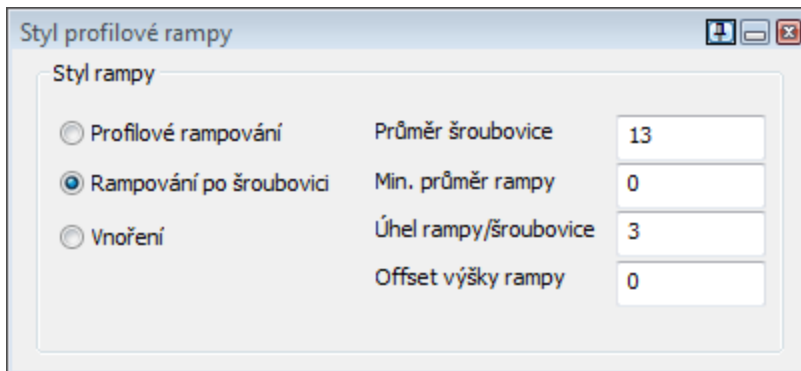 Styl profilové rampy
Styl rampy
Profilové rampování
Průměr šroubovice 13
Rampování po šroubovici
Min. průměr rampy 0
Vnoření
Úhel rampy/šroubovice 3
Offset výšky rampy 0